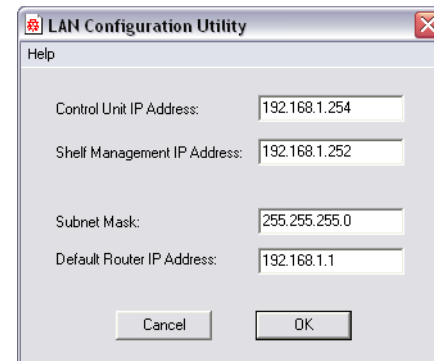 LAN Configuration Utility
Help
Control Unit IP Address: 192.168.1.254
Shelf Management IP Address: 192.168.1.252
Subnet Mask: 255.255.255.0
Default Router IP Address: 192.168.1.1
Cancel OK